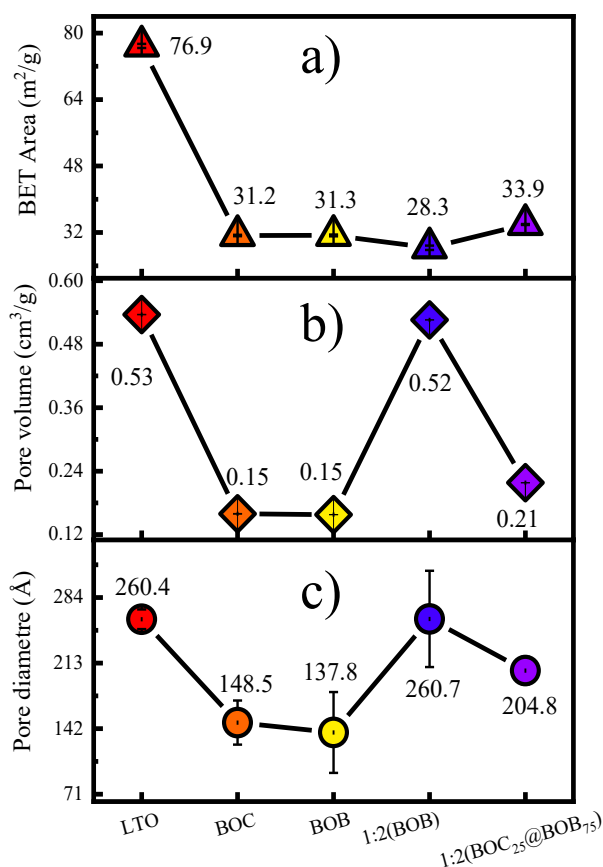 80
64
48
32
BET Area (m²/g)
a)
76.9
31.2
31.3
28.3
33.9
0.60
0.48
0.36
0.24
0.12
Pore volume (cm³/g)
b)
0.53
0.15
0.15
0.52
0.21
284
213
142
71
Pore diametre (Å)
c)
260.4
148.5
137.8
260.7
204.8
LTO
BOC
BOB
1:2(BOB)
1:2(BOC₂₅@BOB₇₅)